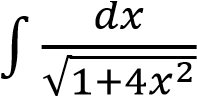 ∫ dx / √(1+4x²)